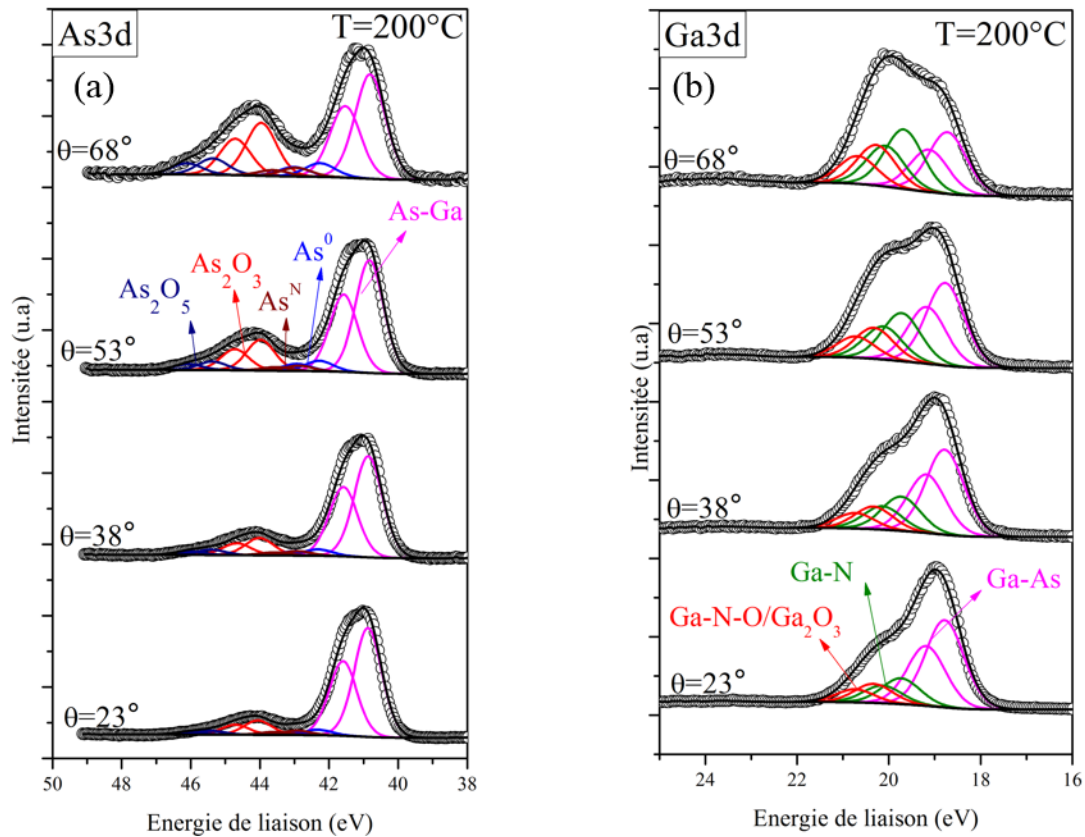 As3d T=200°C
(a)
θ=68°
As-Ga
As⁰
As₂O₃
Asᴺ
As₂O₅
θ=53°
θ=38°
θ=23°
Intensitée (u.a)
50 48 46 44 42 40 38
Energie de liaison (eV)
Ga3d T=200°C
(b)
θ=68°
θ=53°
θ=38°
Ga-N
Ga-As
Ga-N-O/Ga₂O₃
θ=23°
Intensitée (u.a)
24 22 20 18 16
Energie de liaison (eV)